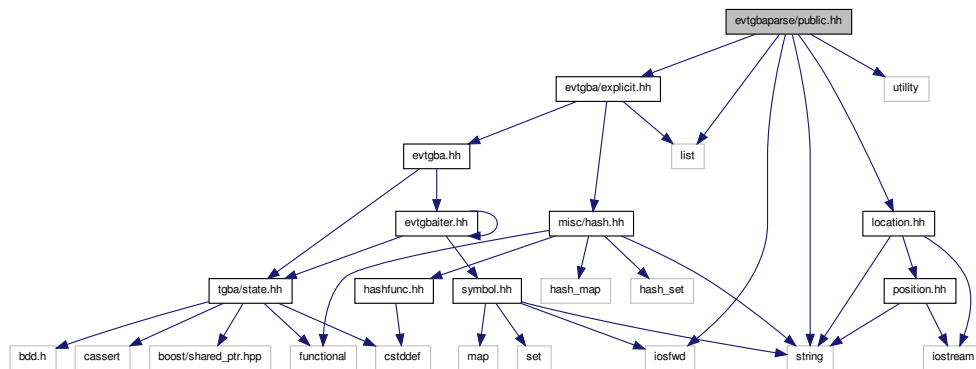 evtgbaparse/public.hh
evtgba/explicit.hh
utility
evtgba.hh
list
evtgbaiter.hh
misc/hash.hh
location.hh
tgba/state.hh
hashfunc.hh
symbol.hh
hash_map
hash_set
position.hh
bdd.h
cassert
boost/shared_ptr.hpp
functional
cstddef
map
set
iosfwd
string
iostream